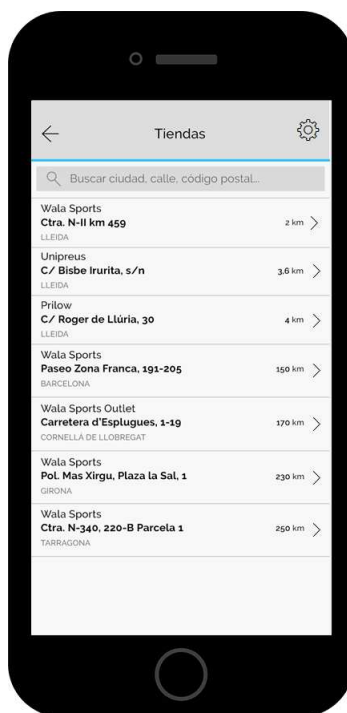 Tiendas
Buscar ciudad, calle, código postal...
Wala Sports
Ctra. N-II km 459
2 km
LLEIDA
Unipreus
C/ Bisbe Irurita, s/n
3,6 km
LLEIDA
Prilow
C/ Roger de Llúria, 30
4 km
LLEIDA
Wala Sports
Paseo Zona Franca, 191-205
150 km
BARCELONA
Wala Sports Outlet
Carretera d'Esplugues, 1-19
170 km
CORNELLÀ DE LLOBREGAT
Wala Sports
Pol. Mas Xirgu, Plaza la Sal, 1
230 km
GIRONA
Wala Sports
Ctra. N-340, 220-B Parcela 1
250 km
TARRAGONA